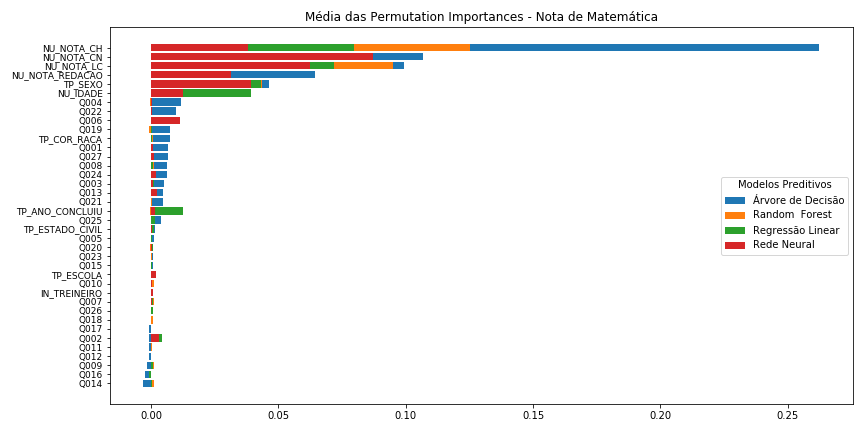 Média das Permutation Importances - Nota de Matemática
NU_NOTA_CH
NU_NOTA_CN
NU_NOTA_LC
NU_NOTA_REDACAO
TP_SEXO
NU_IDADE
Q004
Q022
Q006
Q019
TP_COR_RACA
Q001
Q027
Q008
Q024
Q003
Q013
Q021
TP_ANO_CONCLUIU
Q025
TP_ESTADO_CIVIL
Q005
Q020
Q023
Q015
TP_ESCOLA
Q010
IN_TREINEIRO
Q007
Q026
Q018
Q017
Q002
Q011
Q012
Q009
Q016
Q014
Modelos Preditivos
Árvore de Decisão
Random Forest
Regressão Linear
Rede Neural
0.00 0.05 0.10 0.15 0.20 0.25